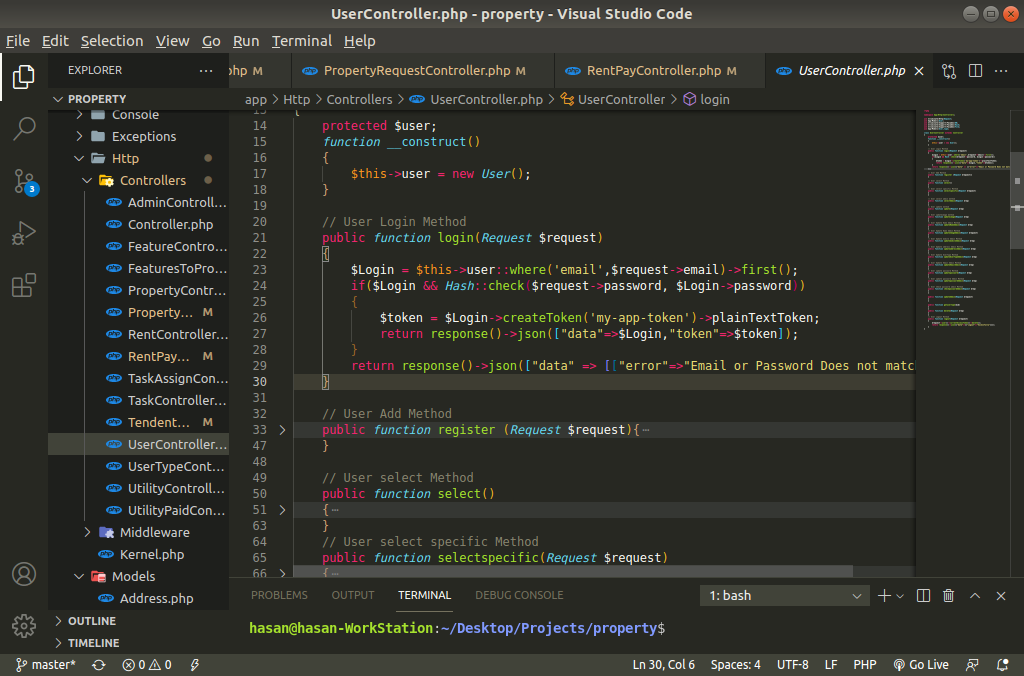 UserController.php - property - Visual Studio Code
File Edit Selection View Go Run Terminal Help
EXPLORER
hp M
PropertyRequestController.php M
RentPayController.php M
UserController.php
PROPERTY
app > Http > Controllers > UserController.php > UserController > login
Console
Exceptions
Http
Controllers
AdminControll...
Controller.php
FeatureContro...
FeaturesToPro...
PropertyContr...
Property... M
RentControlle...
RentPay... M
TaskAssignCon...
TaskController...
Tendent... M
UserController...
UserTypeCont...
UtilityControll...
UtilityPaidCon...
Middleware
Kernel.php
Models
Address.php
OUTLINE
TIMELINE
13 {
14 protected $user;
15 function __construct()
16 {
17 $this->user = new User();
18 }
19
20 // User Login Method
21 public function login(Request $request)
22 {
23 $Login = $this->user::where('email',$request->email)->first();
24 if($Login && Hash::check($request->password, $Login->password))
25 {
26 $token = $Login->createToken('my-app-token')->plainTextToken;
27 return response()->json(["data"=>$Login,"token"=>$token]);
28 }
29 return response()->json(["data" => [["error"=>"Email or Password Does not matc
30 }
31
32 // User Add Method
33 public function register (Request $request){…
47 }
48
49 // User select Method
50 public function select()
51 {…
63 }
64 // User select specific Method
65 public function selectspecific(Request $request)
66 {…
PROBLEMS OUTPUT TERMINAL DEBUG CONSOLE
1: bash
hasan@hasan-WorkStation:~/Desktop/Projects/property$
3
master* 0 0
Ln 30, Col 6 Spaces: 4 UTF-8 LF PHP Go Live